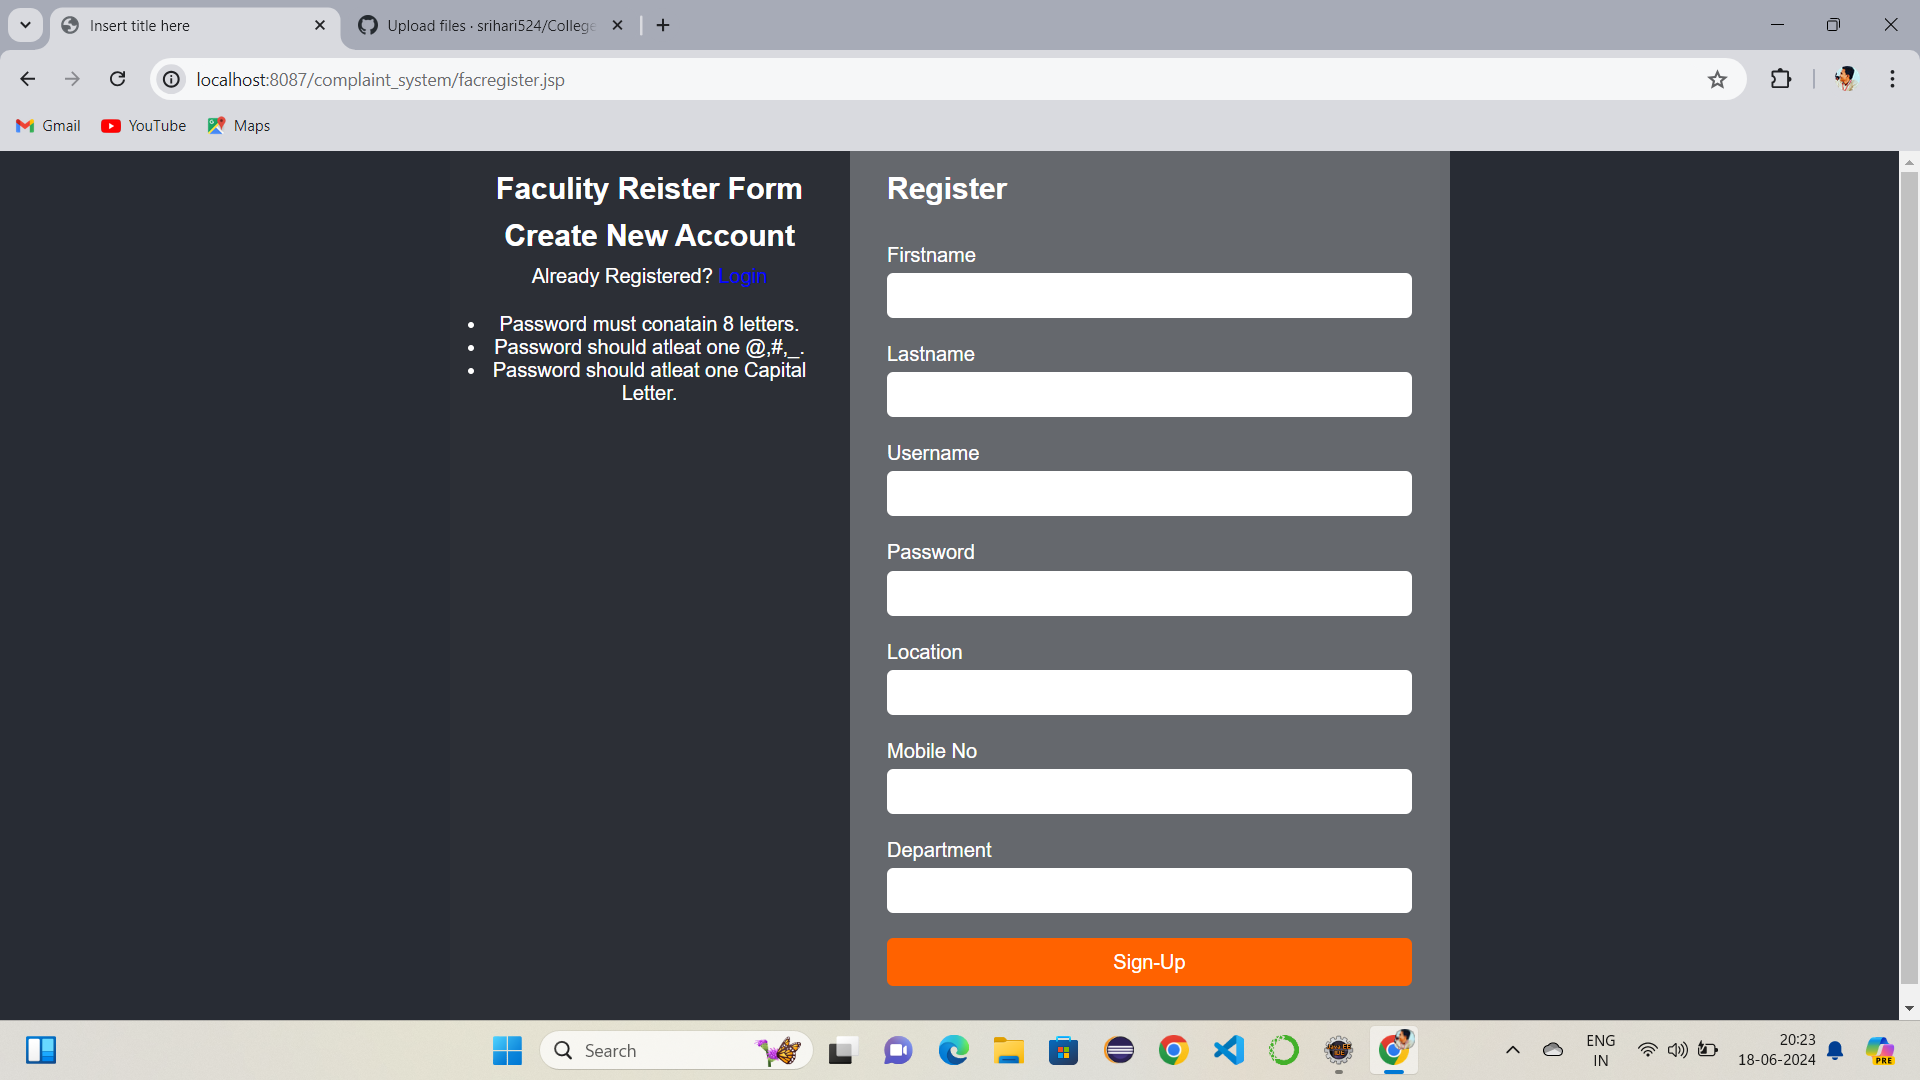 Insert title here
Upload files · srihari524/College
localhost:8087/complaint_system/facregister.jsp
Gmail
YouTube
Maps
Faculity Reister Form
Create New Account
Already Registered? Login
• Password must conatain 8 letters.
• Password should atleat one @,#,_.
• Password should atleat one Capital
Letter.
Register
Firstname
Lastname
Username
Password
Location
Mobile No
Department
Sign-Up
Search
ENG
IN
20:23
18-06-2024
PRE